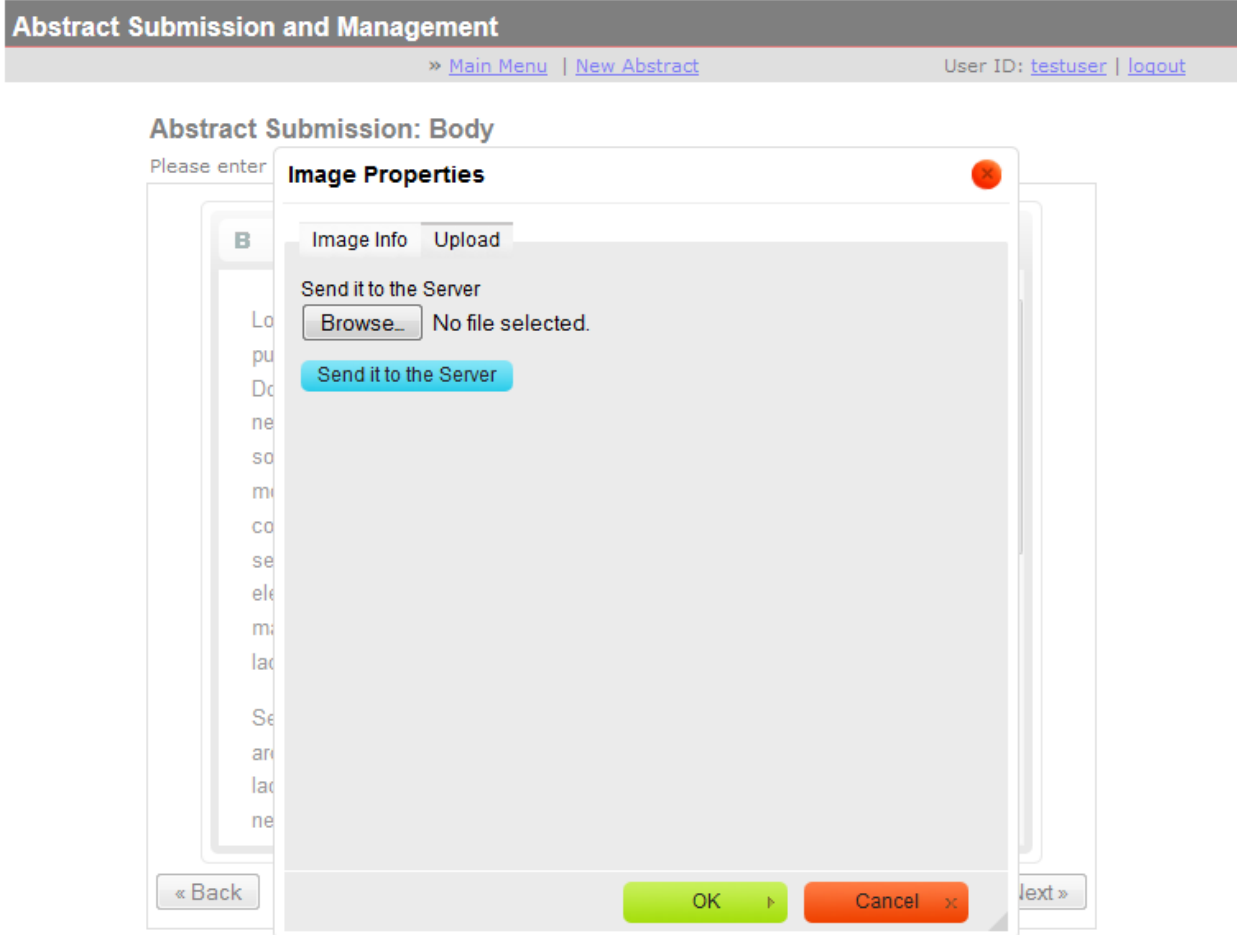 Abstract Submission and Management
» Main Menu | New Abstract User ID: testuser | logout
Abstract Submission: Body
Please enter
Image Properties
B
Image Info Upload
Send it to the Server
Browse… No file selected.
Send it to the Server
« Back
OK
Cancel